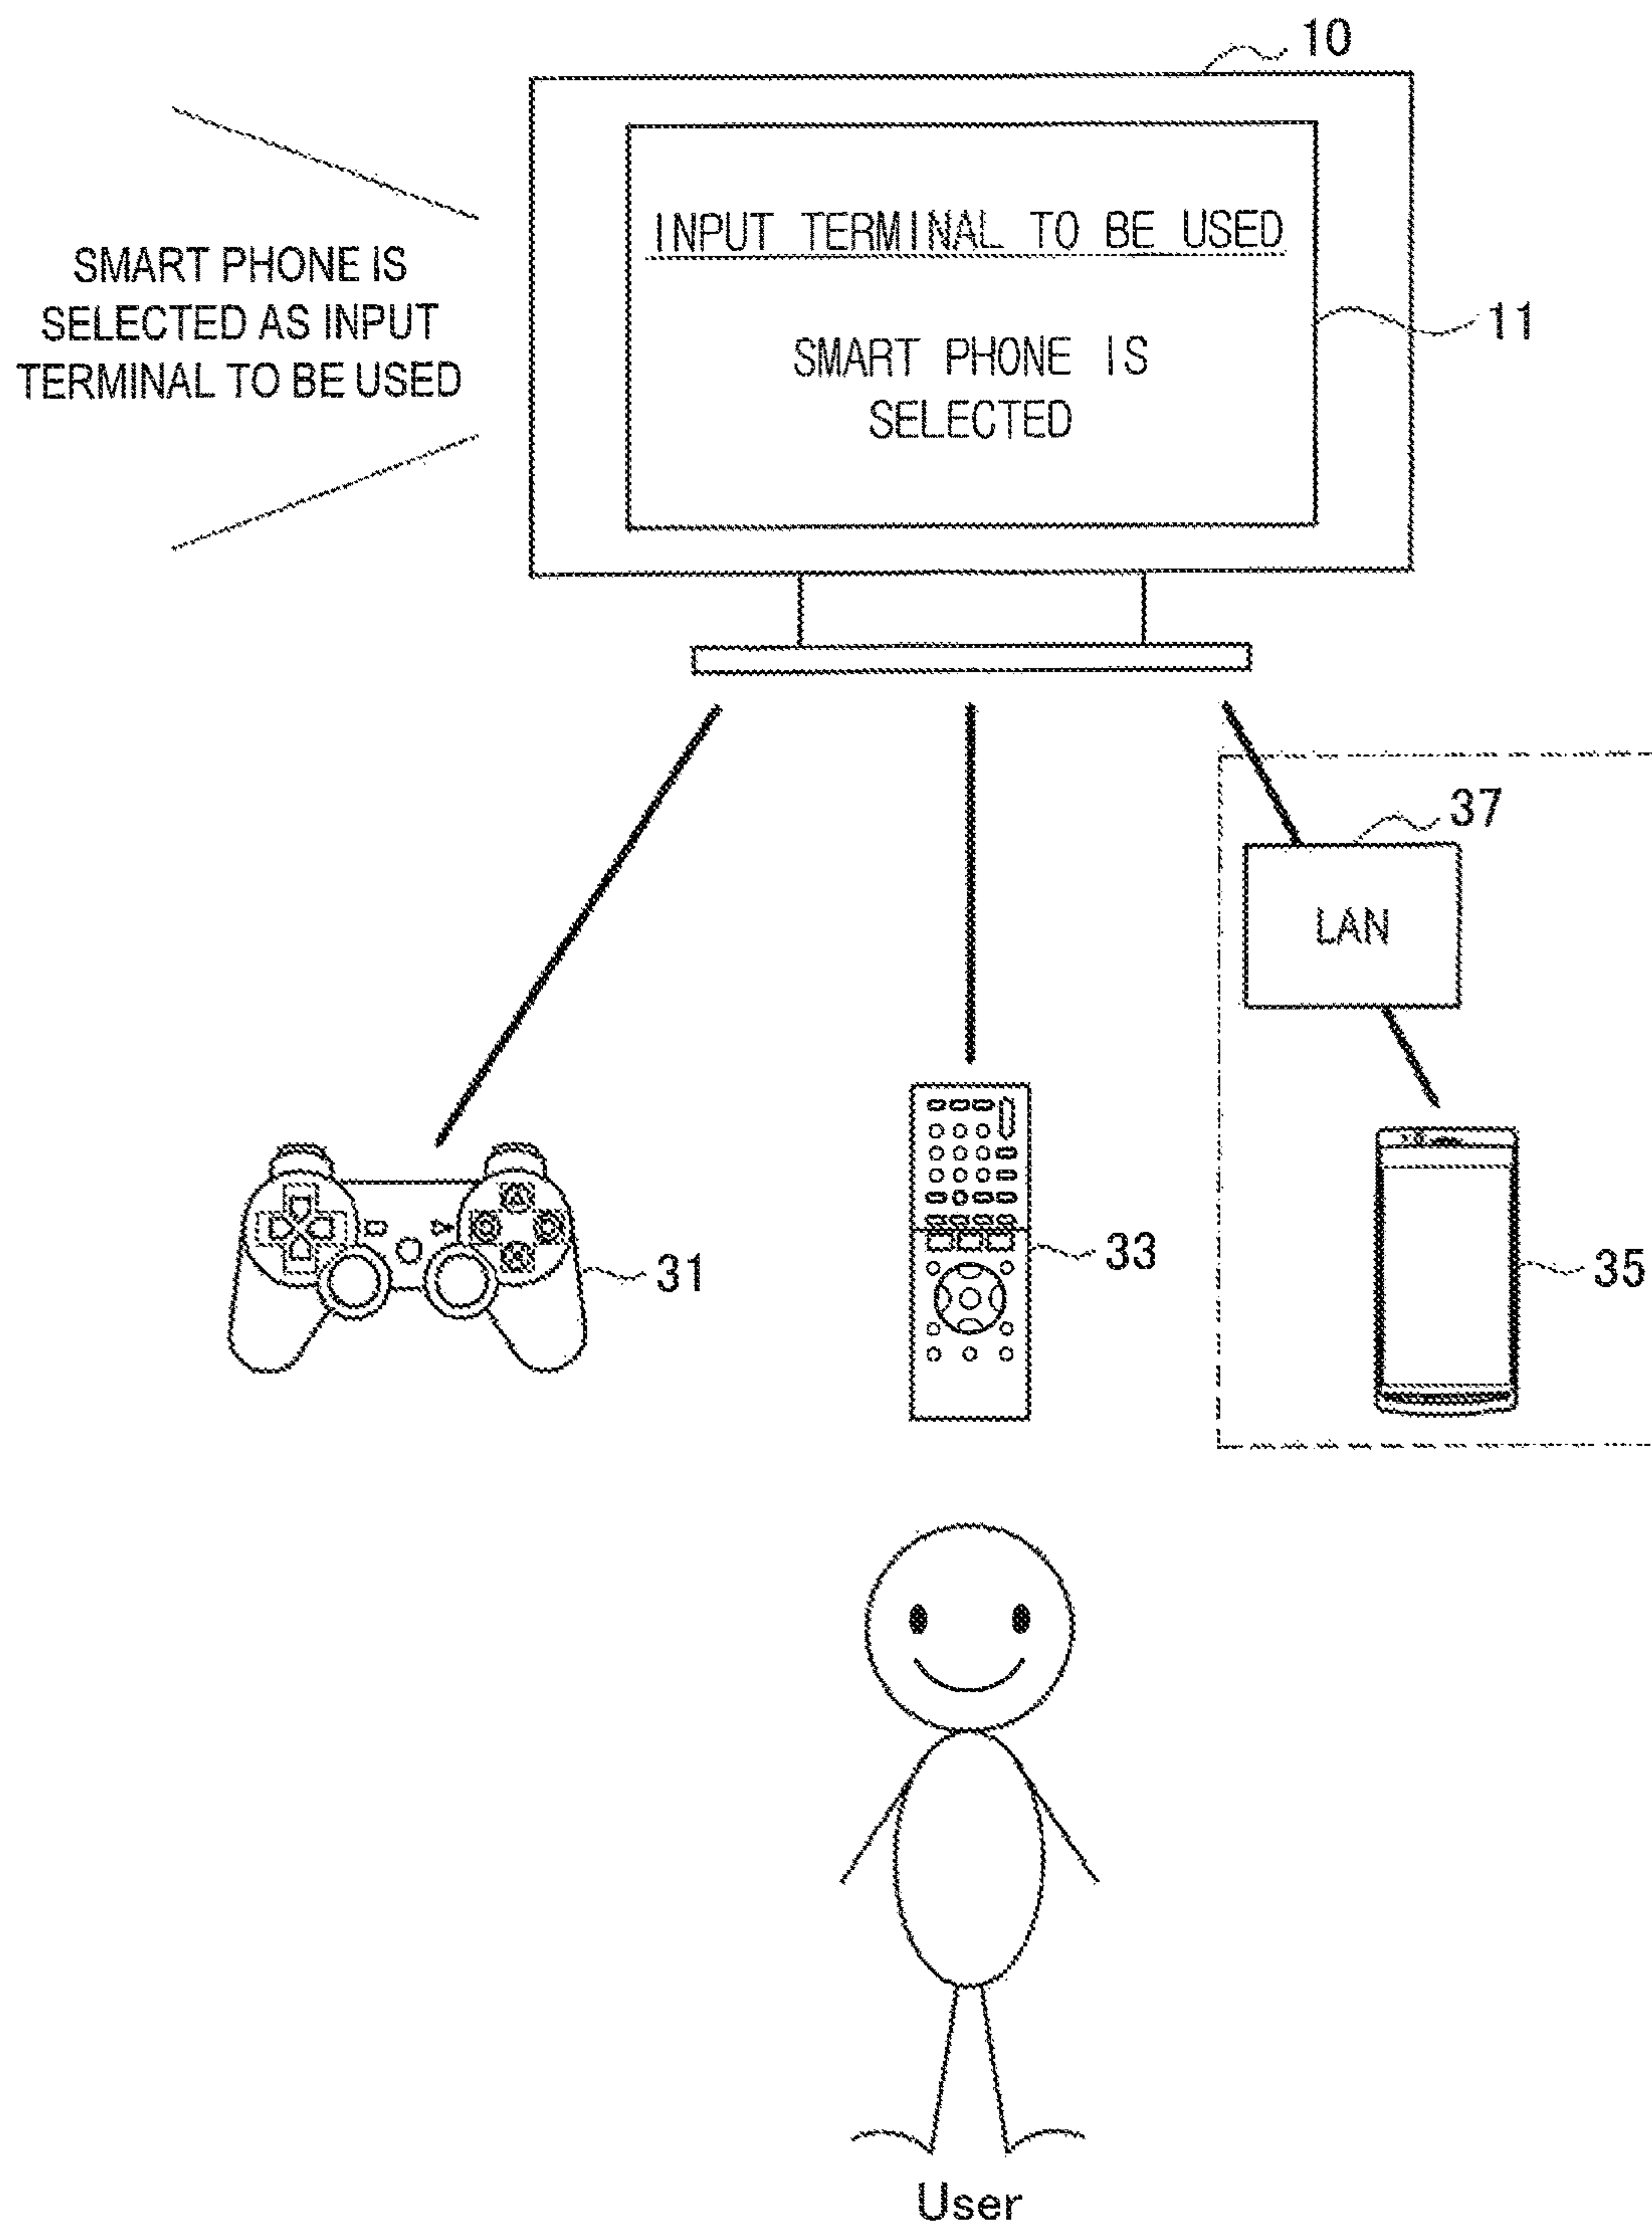 10
INPUT TERMINAL TO BE USED
SMART PHONE IS
SELECTED
11
SMART PHONE IS
SELECTED AS INPUT
TERMINAL TO BE USED
37
LAN
31
33
35
User